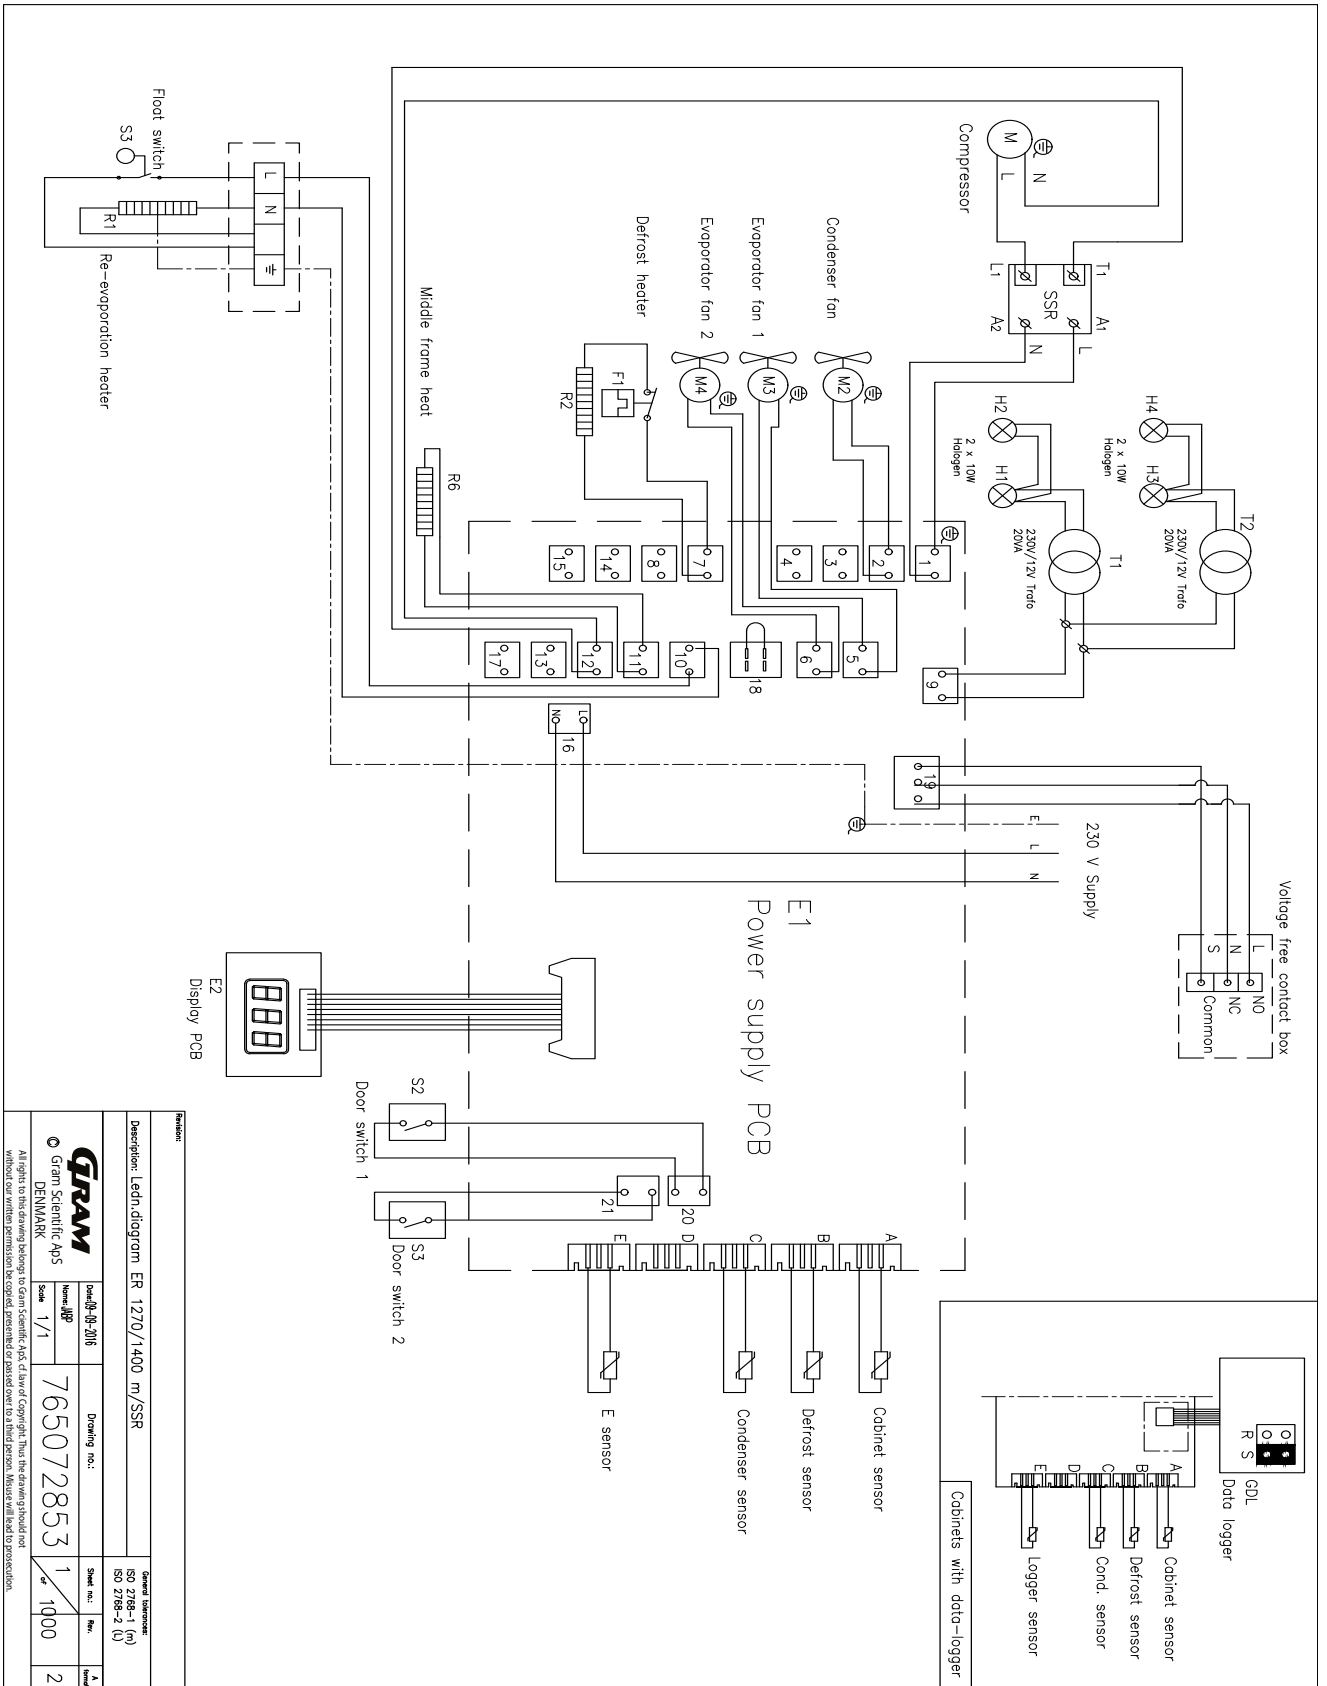 Voltage free contact box
L
N
S
NO
NC
Common
GDL
Data logger
R S
A
B
C
D
E
Cabinet sensor
Defrost sensor
Cond. sensor
Logger sensor
Cabinets with data-logger
230 V Supply
E
L
N
T2
230V/12V Trafo
20VA
H4
H3
2 x 10W
Halogen
T1
230V/12V Trafo
20VA
H2
H1
2 x 10W
Halogen
T1
L1
SSR
A1
A2
L
N
M
N
L
Compressor
Condenser fan
M2
Evaporator fan 1
M3
Evaporator fan 2
M4
Defrost heater
F1
R2
Middle frame heat
R6
Float switch
S3
R1
Re-evaporation heater
L
N
1
2
3
4
7
8
14
15
9
5
6
18
10
11
12
13
17
19
L
N
16
E1
Power supply PCB
E2
Display PCB
S2
Door switch 1
S3
Door switch 2
20
21
A
B
C
D
E
Cabinet sensor
Defrost sensor
Condenser sensor
E sensor
Revision:
Description: Ledn.diagram ER 1270/1400 m/SSR
General tolerances:
ISO 2768-1 (m)
ISO 2768-2 (L)
GRAM
© Gram Scientific ApS
DENMARK
Date: 09-09-2016
Name: JABP
Scale 1/1
Drawing no.:
765072853
Sheet no.:
1 OF 1000
Rev.
A
2
All rights to this drawing belongs to Gram Scientific ApS, cf. law of Copyright. Thus the drawing should not
without our written permission be copied, presented or passed over to a third person. Misuse will lead to prosecution.